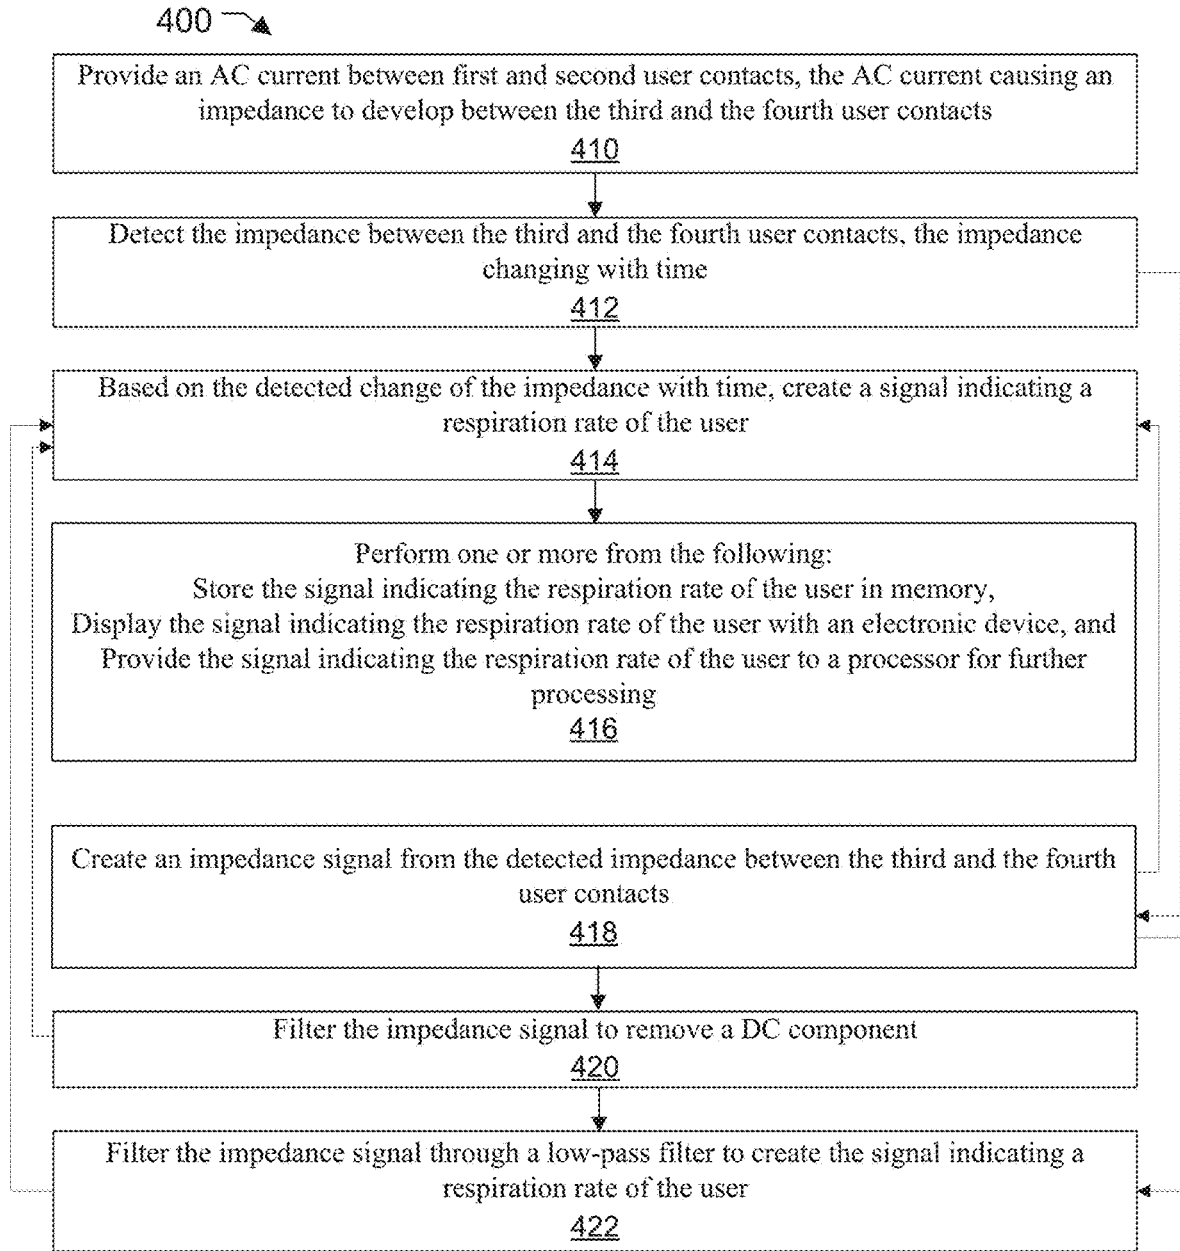 400
Provide an AC current between first and second user contacts, the AC current causing an
impedance to develop between the third and the fourth user contacts
410
Detect the impedance between the third and the fourth user contacts, the impedance
changing with time
412
Based on the detected change of the impedance with time, create a signal indicating a
respiration rate of the user
414
Perform one or more from the following:
Store the signal indicating the respiration rate of the user in memory,
Display the signal indicating the respiration rate of the user with an electronic device, and
Provide the signal indicating the respiration rate of the user to a processor for further
processing
416
Create an impedance signal from the detected impedance between the third and the fourth
user contacts
418
Filter the impedance signal to remove a DC component
420
Filter the impedance signal through a low-pass filter to create the signal indicating a
respiration rate of the user
422